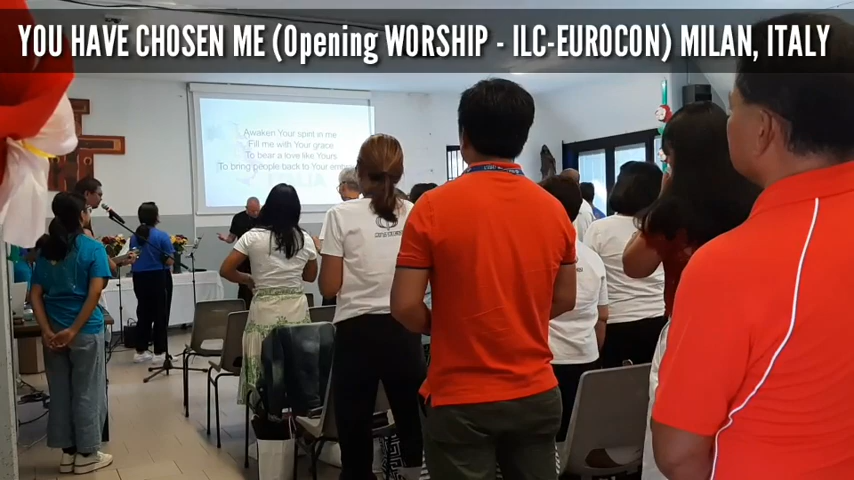 YOU HAVE CHOSEN ME (Opening WORSHIP - ILC-EUROCON) MILAN, ITALY
Awaken Your spirit in me
Fill me with Your grace
To bear a love like Yours
To bring people back to Your